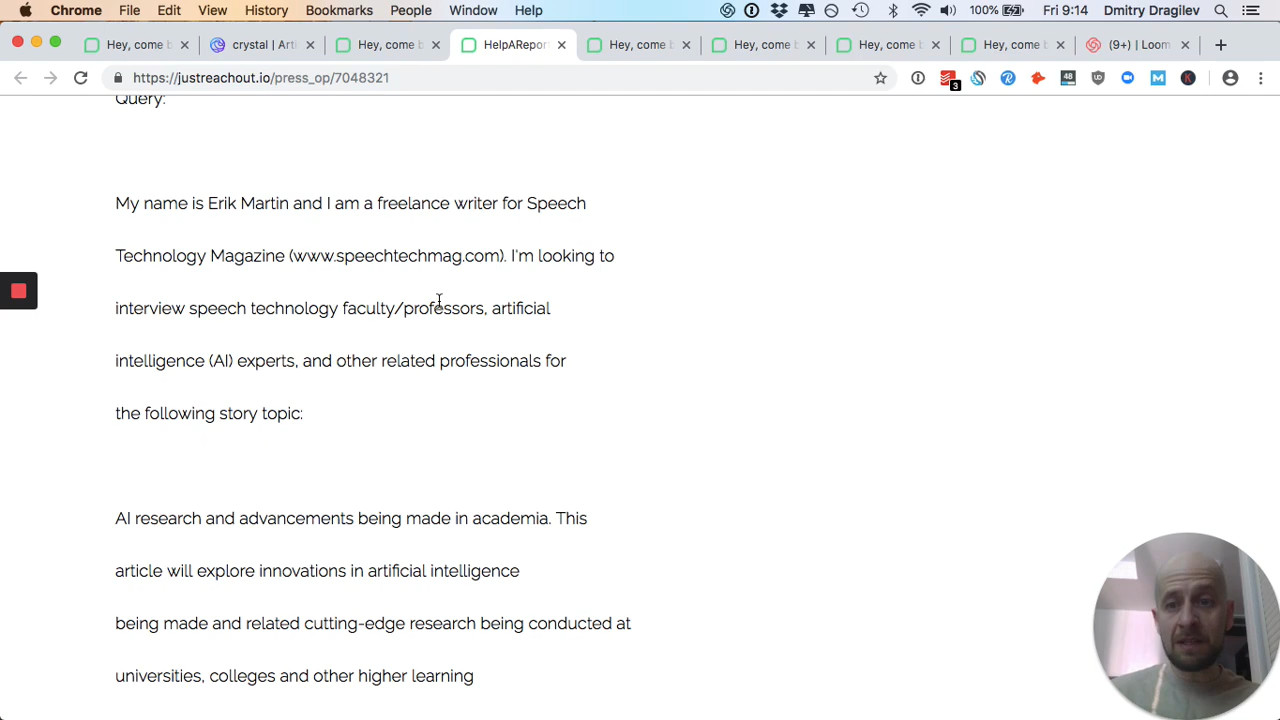 Chrome File Edit View History Bookmarks People Window Help 100% Fri 9:14 Dmitry Dragilev
Hey, come b crystal | Arti Hey, come b HelpARepor Hey, come b Hey, come b Hey, come b Hey, come b (9+) | Loom
https://justreachout.io/press_op/7048321 3 48
Query:
My name is Erik Martin and I am a freelance writer for Speech
Technology Magazine (www.speechtechmag.com). I'm looking to
interview speech technology faculty/professors, artificial
intelligence (AI) experts, and other related professionals for
the following story topic:
AI research and advancements being made in academia. This
article will explore innovations in artificial intelligence
being made and related cutting-edge research being conducted at
universities, colleges and other higher learning